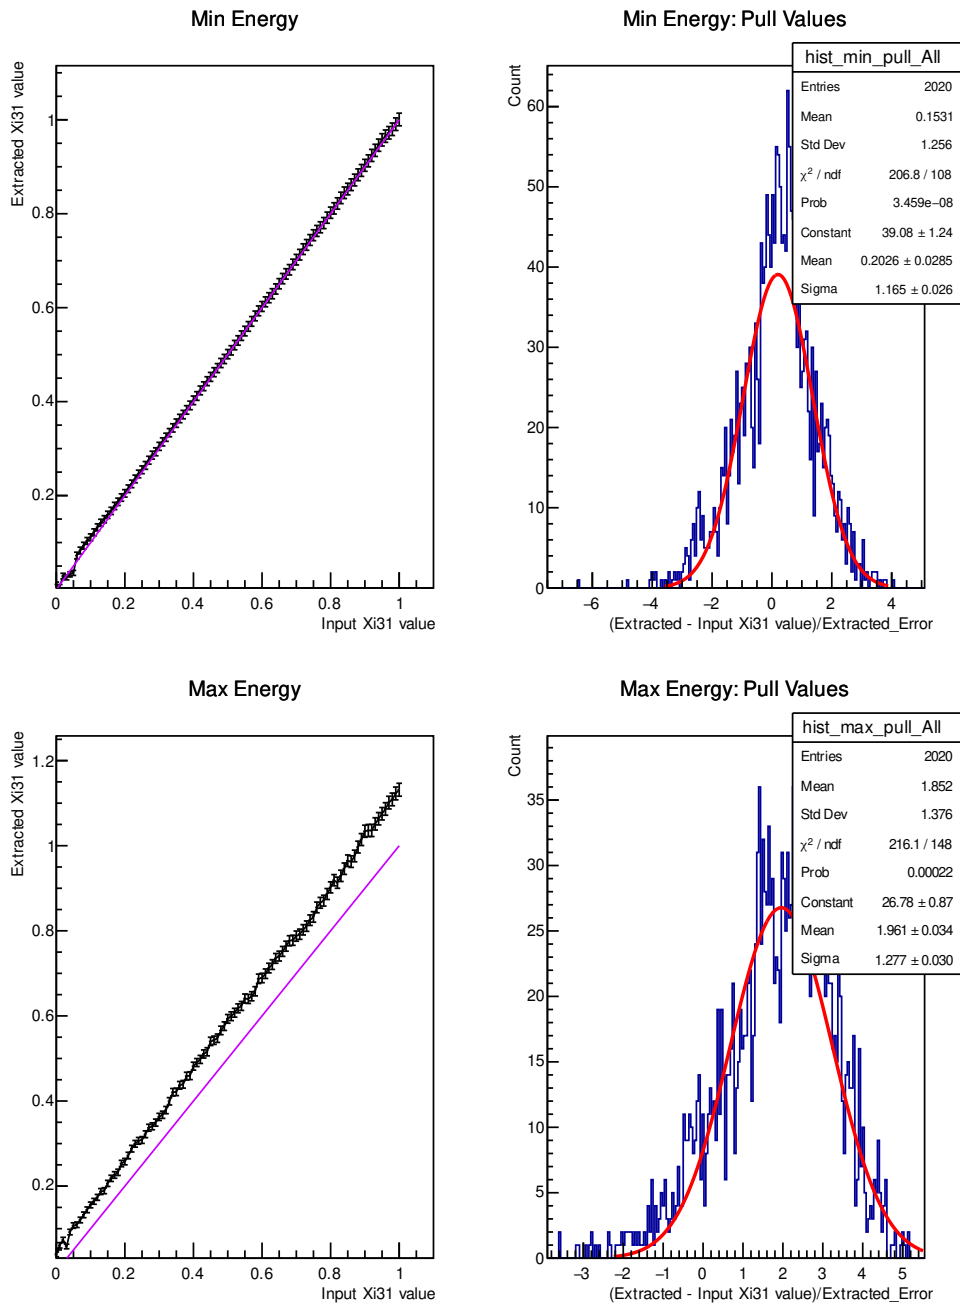 Min Energy
Extracted Xi31 value
1
0.8
0.6
0.4
0.2
0 0.2 0.4 0.6 0.8 1
Input Xi31 value
Min Energy: Pull Values
Count
60
50
40
30
20
10
0
−6 −4 −2 0 2 4
(Extracted - Input Xi31 value)/Extracted_Error
hist_min_pull_All
Entries 2020
Mean 0.1531
Std Dev 1.256
χ² / ndf 206.8 / 108
Prob 3.459e−08
Constant 39.08 ± 1.24
Mean 0.2026 ± 0.0285
Sigma 1.165 ± 0.026
Max Energy
Extracted Xi31 value
1.2
1
0.8
0.6
0.4
0.2
0 0.2 0.4 0.6 0.8 1
Input Xi31 value
Max Energy: Pull Values
Count
35
30
25
20
15
10
5
0
−3 −2 −1 0 1 2 3 4 5
(Extracted - Input Xi31 value)/Extracted_Error
hist_max_pull_All
Entries 2020
Mean 1.852
Std Dev 1.376
χ² / ndf 216.1 / 148
Prob 0.00022
Constant 26.78 ± 0.87
Mean 1.961 ± 0.034
Sigma 1.277 ± 0.030